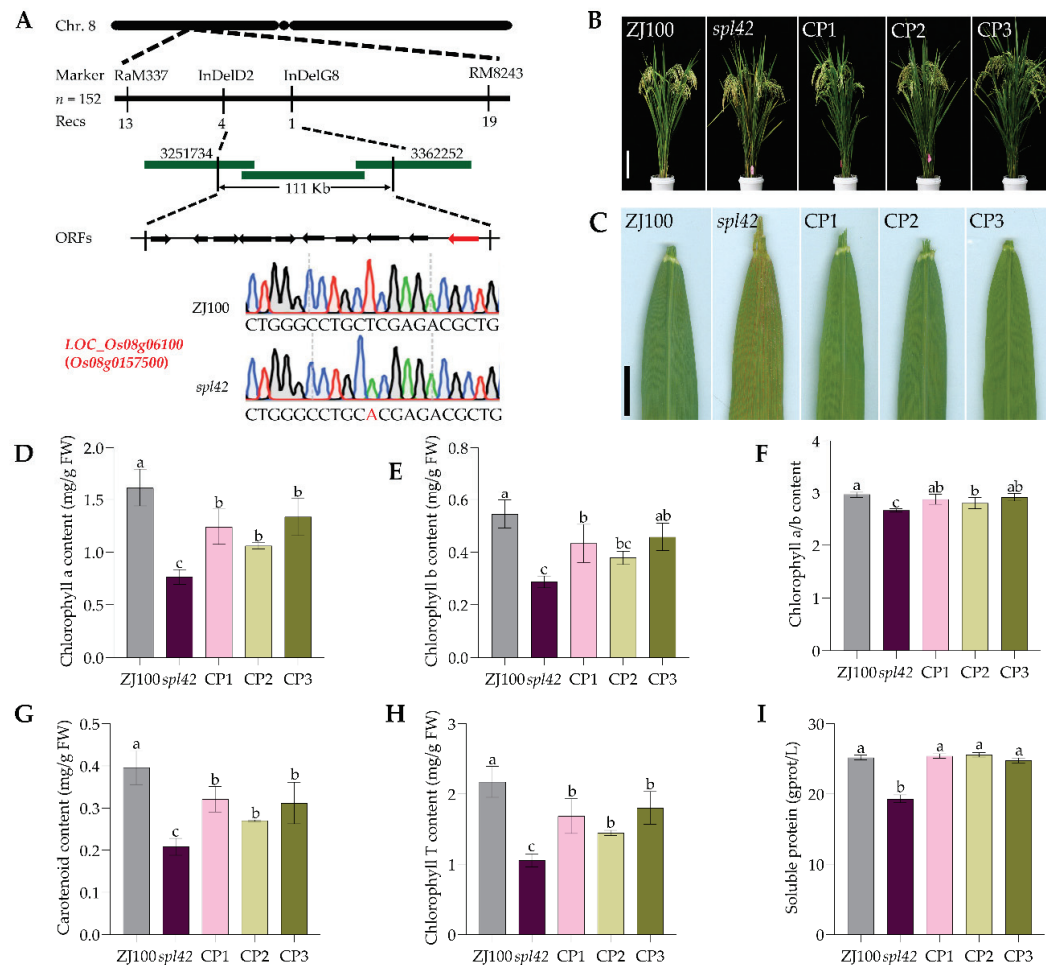 A
Chr. 8
Marker RaM337 InDelD2 InDelG8 RM8243
n = 152
Recs 13 4 1 19
3251734 3362252
111 Kb
ORFs
ZJ100
CTGGGCCTGCTCGAGACGCTG
LOC_Os08g06100
(Os08g0157500)
spl42
CTGGGCCTGCACGAGACGCTG
B
ZJ100 spl42 CP1 CP2 CP3
C
ZJ100 spl42 CP1 CP2 CP3
D
Chlorophyll a content (mg/g FW)
2.0
1.5
1.0
0.5
0.0
a c b b b
ZJ100 spl42 CP1 CP2 CP3
E
Chlorophyll b content (mg/g FW)
0.8
0.6
0.4
0.2
0.0
a c b bc ab
ZJ100 spl42 CP1 CP2 CP3
F
Chlorophyll a/b content
4
3
2
1
0
a c ab b ab
ZJ100 spl42 CP1 CP2 CP3
G
Carotenoid content (mg/g FW)
0.5
0.4
0.3
0.2
0.1
0.0
a c b b b
ZJ100 spl42 CP1 CP2 CP3
H
Chlorophyll T content (mg/g FW)
3
2
1
0
a c b b b
ZJ100 spl42 CP1 CP2 CP3
I
Soluble protein (gprot/L)
30
20
10
0
a b a a a
ZJ100 spl42 CP1 CP2 CP3